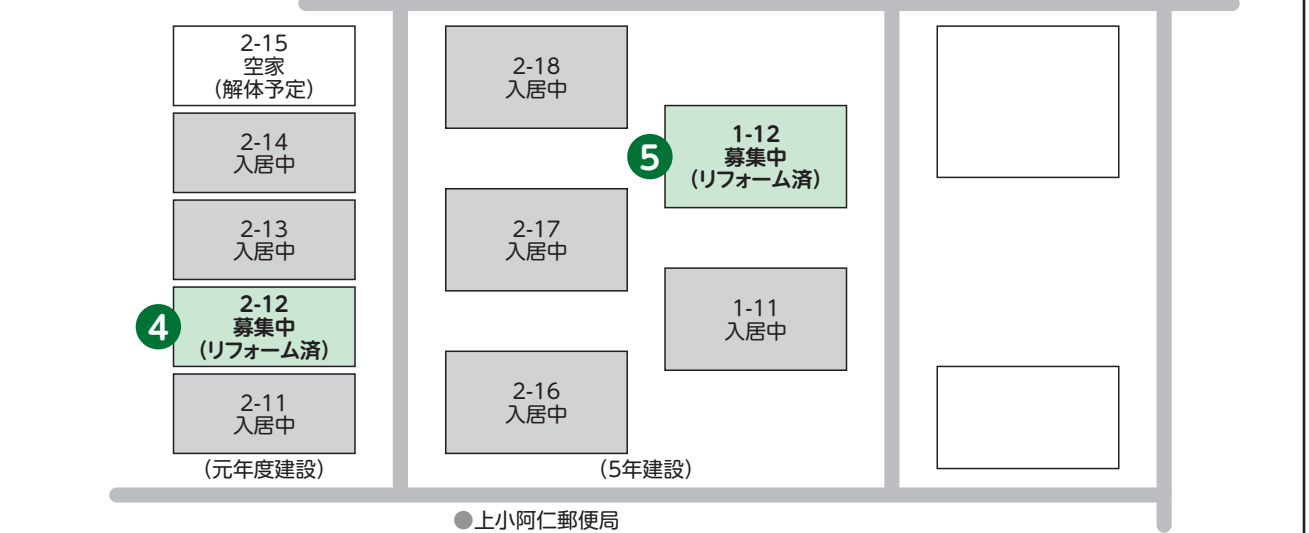 2-15
空家
（解体予定）
2-14
入居中
2-13
入居中
4
2-12
募集中
（リフォーム済）
2-11
入居中
（元年度建設）
2-18
入居中
2-17
入居中
2-16
入居中
5
1-12
募集中
（リフォーム済）
1-11
入居中
（5年建設）
●上小阿仁郵便局